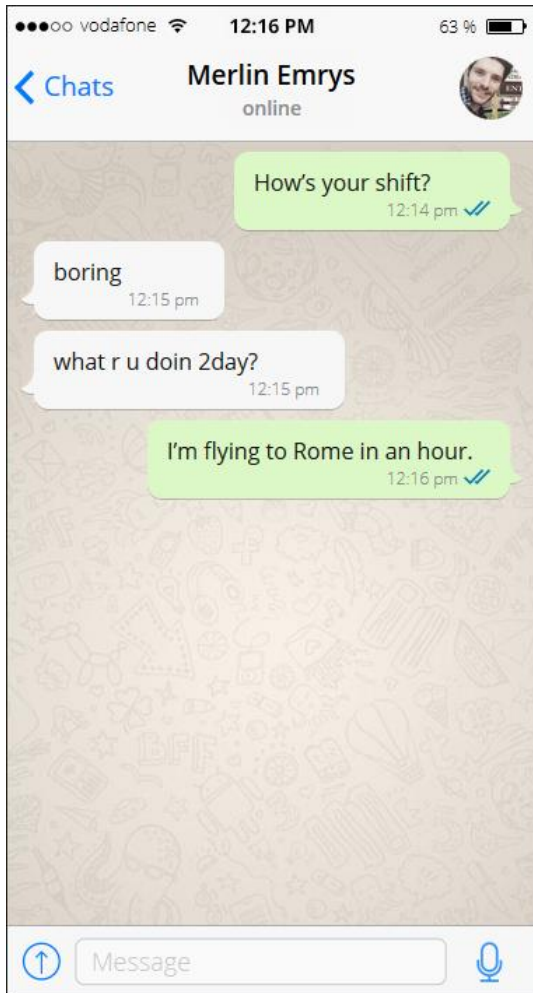 vodafone 12:16 PM 63 %
Chats Merlin Emrys
online
How's your shift?
12:14 pm
boring
12:15 pm
what r u doin 2day?
12:15 pm
I'm flying to Rome in an hour.
12:16 pm
BFF
Message